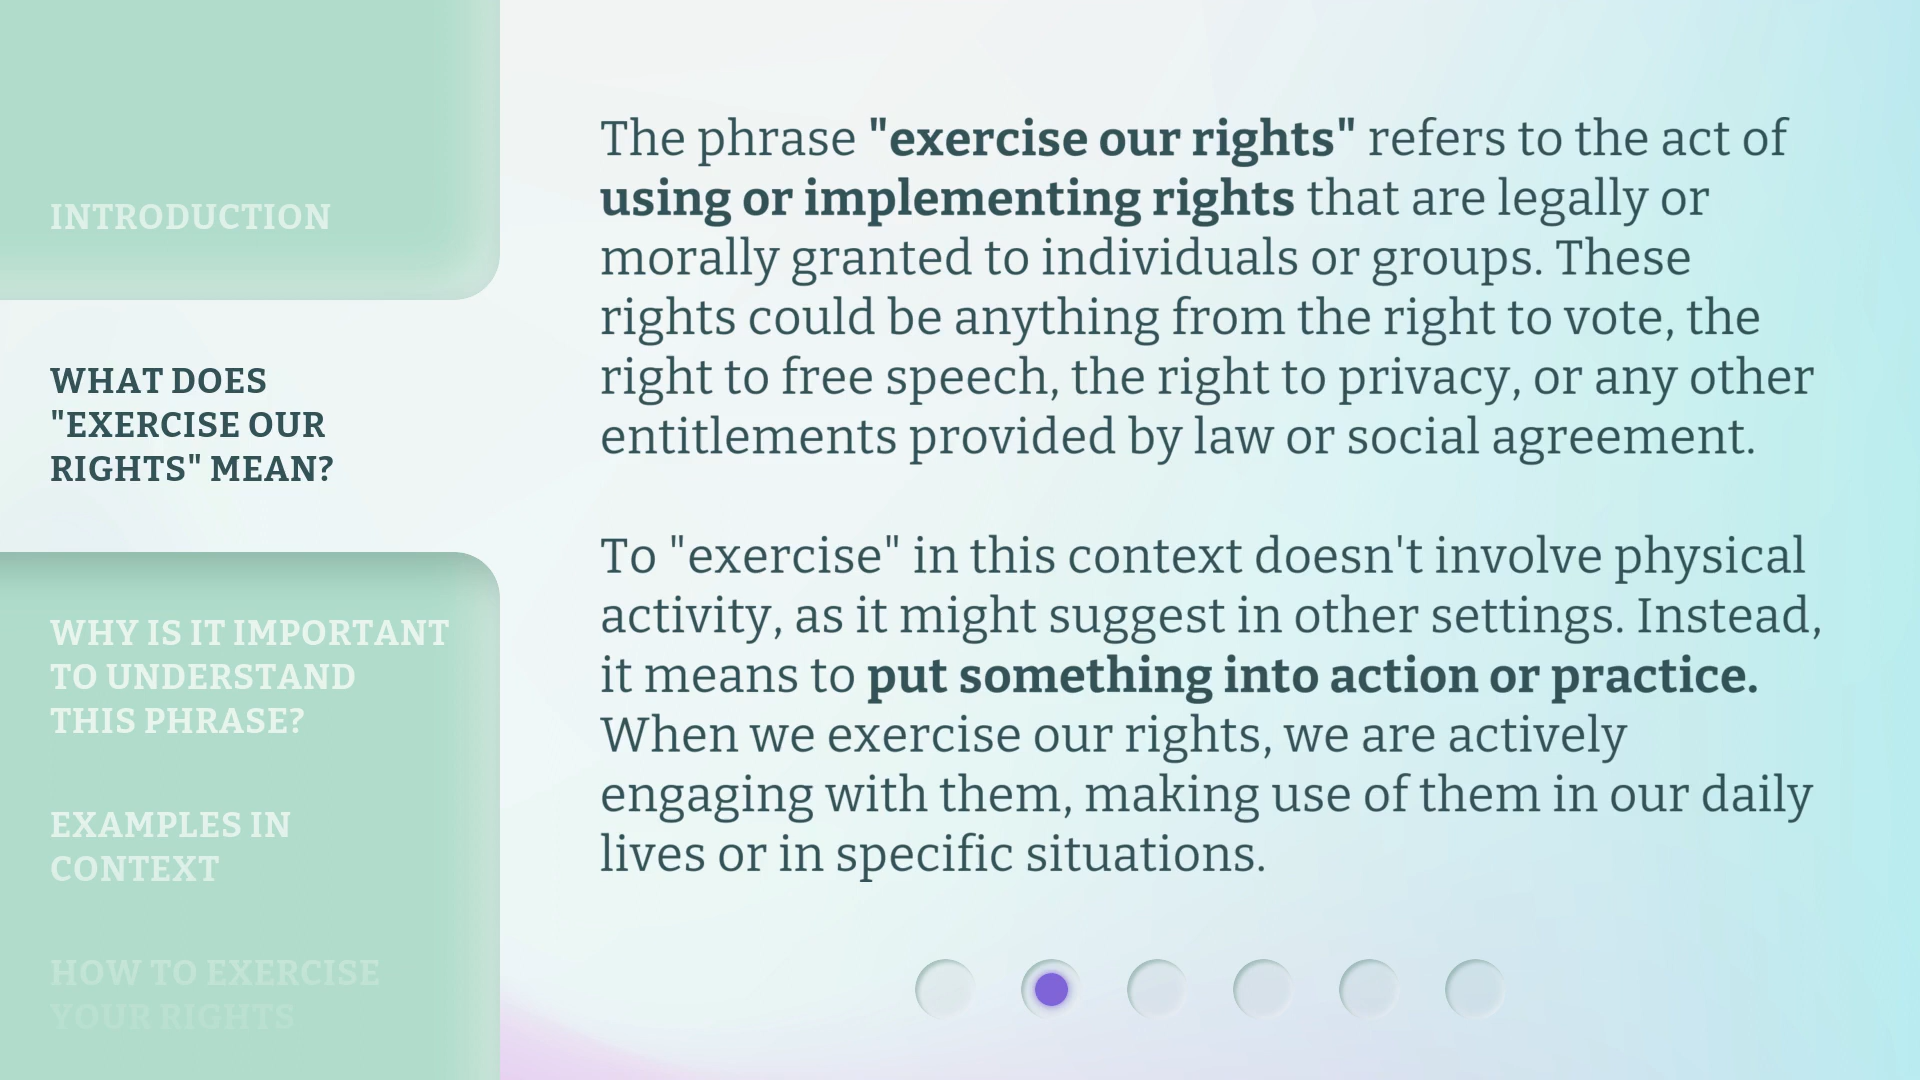 INTRODUCTION
WHAT DOES
"EXERCISE OUR
RIGHTS" MEAN?
WHY IS IT IMPORTANT
TO UNDERSTAND
THIS PHRASE?
EXAMPLES IN
CONTEXT
HOW TO EXERCISE
YOUR RIGHTS
The phrase "exercise our rights" refers to the act of
using or implementing rights that are legally or
morally granted to individuals or groups. These
rights could be anything from the right to vote, the
right to free speech, the right to privacy, or any other
entitlements provided by law or social agreement.
To "exercise" in this context doesn't involve physical
activity, as it might suggest in other settings. Instead,
it means to put something into action or practice.
When we exercise our rights, we are actively
engaging with them, making use of them in our daily
lives or in specific situations.